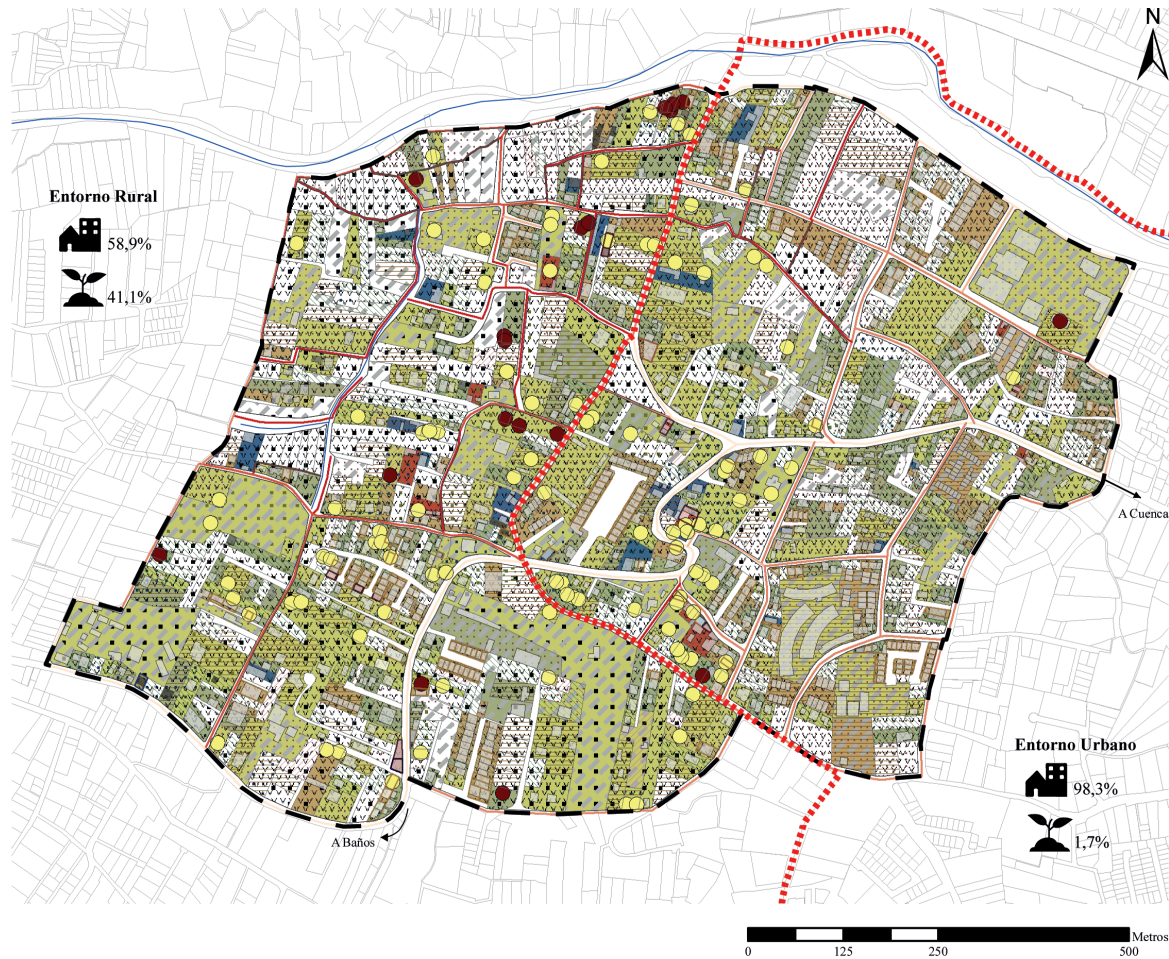 N
Entorno Rural
58,9%
41,1%
A Cuenca
Entorno Urbano
98,3%
1,7%
A Baños
Metros
0 125 250 500